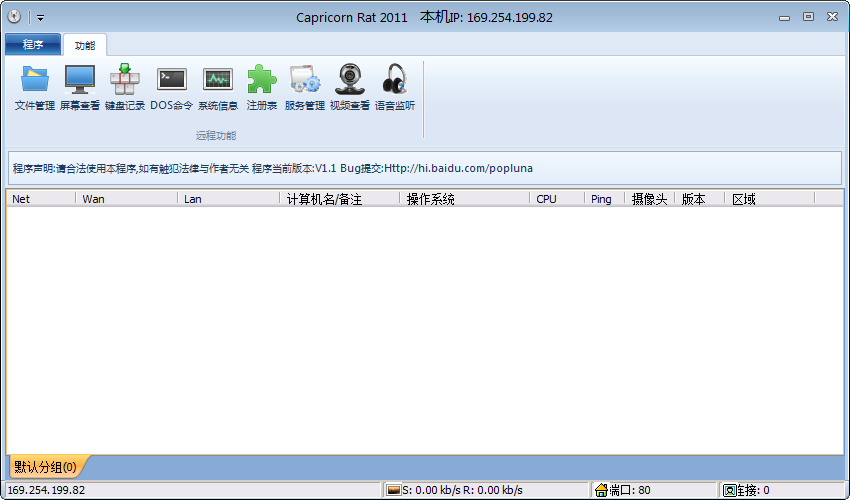 Capricorn Rat 2011 本机IP: 169.254.199.82
程序 功能
文件管理 屏幕查看 键盘记录 DOS命令 系统信息 注册表 服务管理 视频查看 语音监听
远程功能
程序声明:请合法使用本程序,如有触犯法律与作者无关 程序当前版本:V1.1 Bug提交:Http://hi.baidu.com/popluna
Net Wan Lan 计算机名/备注 操作系统 CPU Ping 摄像头 版本 区域
默认分组(0)
169.254.199.82 S: 0.00 kb/s R: 0.00 kb/s 端口: 80 连接: 0